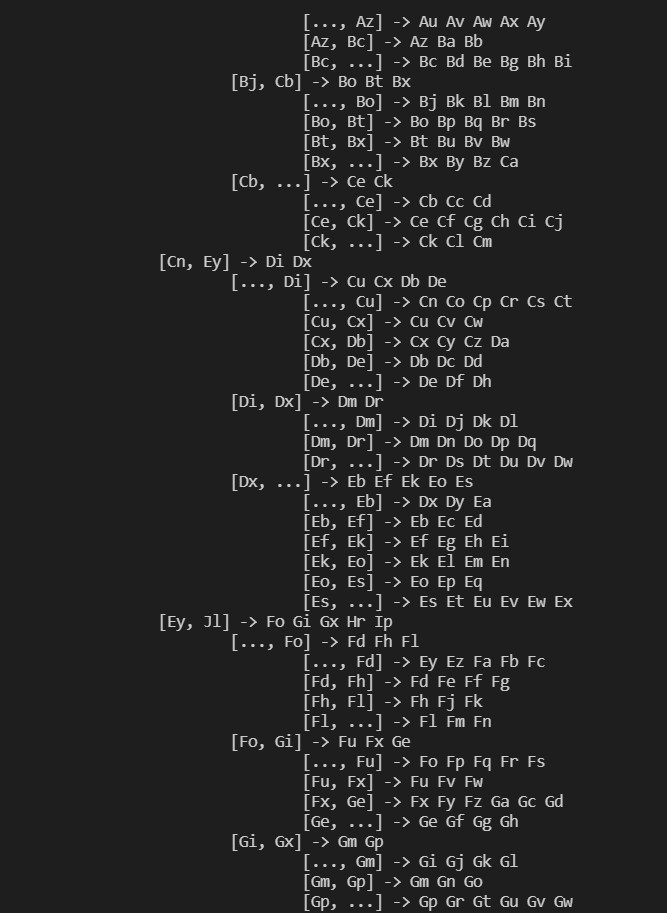 [..., Az] -> Au Av Aw Ax Ay
[Az, Bc] -> Az Ba Bb
[Bc, ...] -> Bc Bd Be Bg Bh Bi
[Bj, Cb] -> Bo Bt Bx
[..., Bo] -> Bj Bk Bl Bm Bn
[Bo, Bt] -> Bo Bp Bq Br Bs
[Bt, Bx] -> Bt Bu Bv Bw
[Bx, ...] -> Bx By Bz Ca
[Cb, ...] -> Ce Ck
[..., Ce] -> Cb Cc Cd
[Ce, Ck] -> Ce Cf Cg Ch Ci Cj
[Ck, ...] -> Ck Cl Cm
[Cn, Ey] -> Di Dx
[..., Di] -> Cu Cx Db De
[..., Cu] -> Cn Co Cp Cr Cs Ct
[Cu, Cx] -> Cu Cv Cw
[Cx, Db] -> Cx Cy Cz Da
[Db, De] -> Db Dc Dd
[De, ...] -> De Df Dh
[Di, Dx] -> Dm Dr
[..., Dm] -> Di Dj Dk Dl
[Dm, Dr] -> Dm Dn Do Dp Dq
[Dr, ...] -> Dr Ds Dt Du Dv Dw
[Dx, ...] -> Eb Ef Ek Eo Es
[..., Eb] -> Dx Dy Ea
[Eb, Ef] -> Eb Ec Ed
[Ef, Ek] -> Ef Eg Eh Ei
[Ek, Eo] -> Ek El Em En
[Eo, Es] -> Eo Ep Eq
[Es, ...] -> Es Et Eu Ev Ew Ex
[Ey, Jl] -> Fo Gi Gx Hr Ip
[..., Fo] -> Fd Fh Fl
[..., Fd] -> Ey Ez Fa Fb Fc
[Fd, Fh] -> Fd Fe Ff Fg
[Fh, Fl] -> Fh Fj Fk
[Fl, ...] -> Fl Fm Fn
[Fo, Gi] -> Fu Fx Ge
[..., Fu] -> Fo Fp Fq Fr Fs
[Fu, Fx] -> Fu Fv Fw
[Fx, Ge] -> Fx Fy Fz Ga Gc Gd
[Ge, ...] -> Ge Gf Gg Gh
[Gi, Gx] -> Gm Gp
[..., Gm] -> Gi Gj Gk Gl
[Gm, Gp] -> Gm Gn Go
[Gp, ...] -> Gp Gr Gt Gu Gv Gw